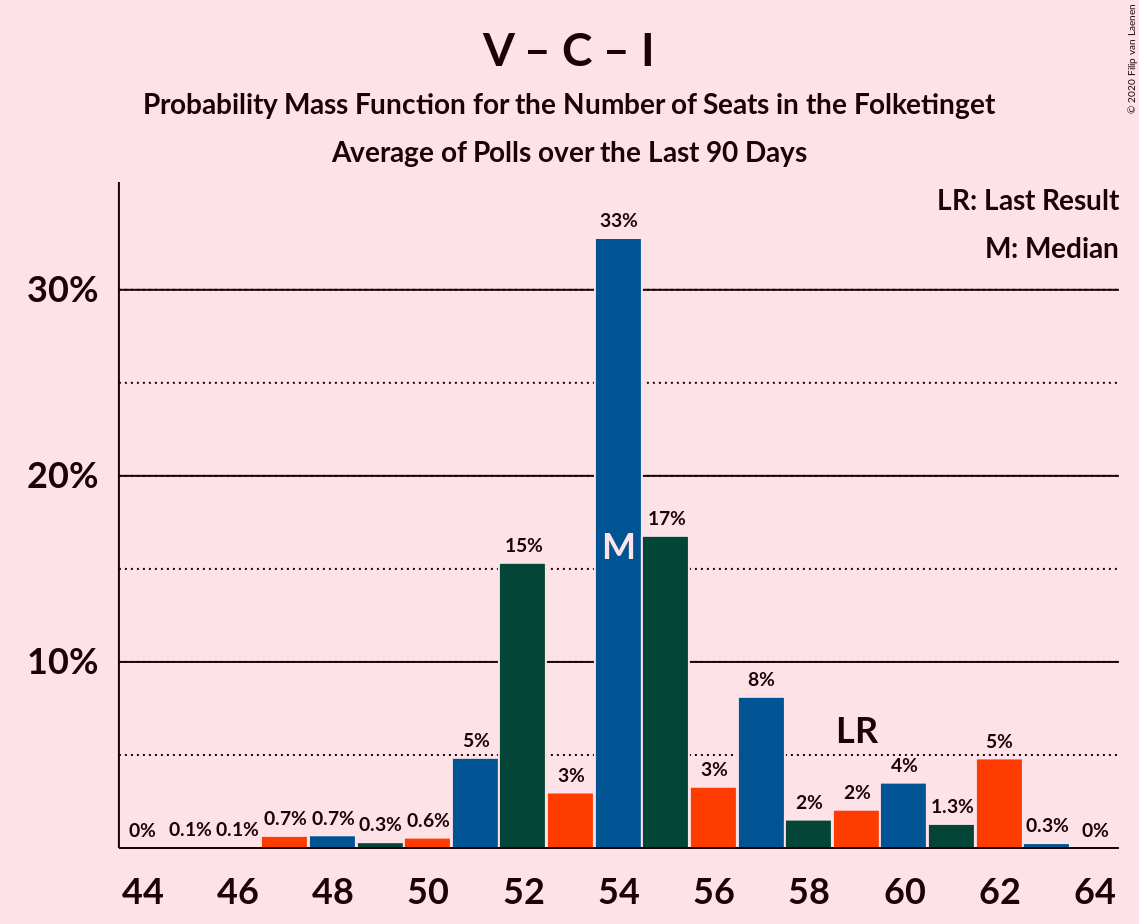 V – C – I
Probability Mass Function for the Number of Seats in the Folketinget
Average of Polls over the Last 90 Days
© 2020 Filip van Laenen
LR: Last Result
M: Median
30%
20%
10%
0% 0.1% 0.1% 0.7% 0.7% 0.3% 0.6% 5% 15% 3% 33% 17% 3% 8% 2% 2% 4% 1.3% 5% 0.3% 0%
M
LR
44 46 48 50 52 54 56 58 60 62 64